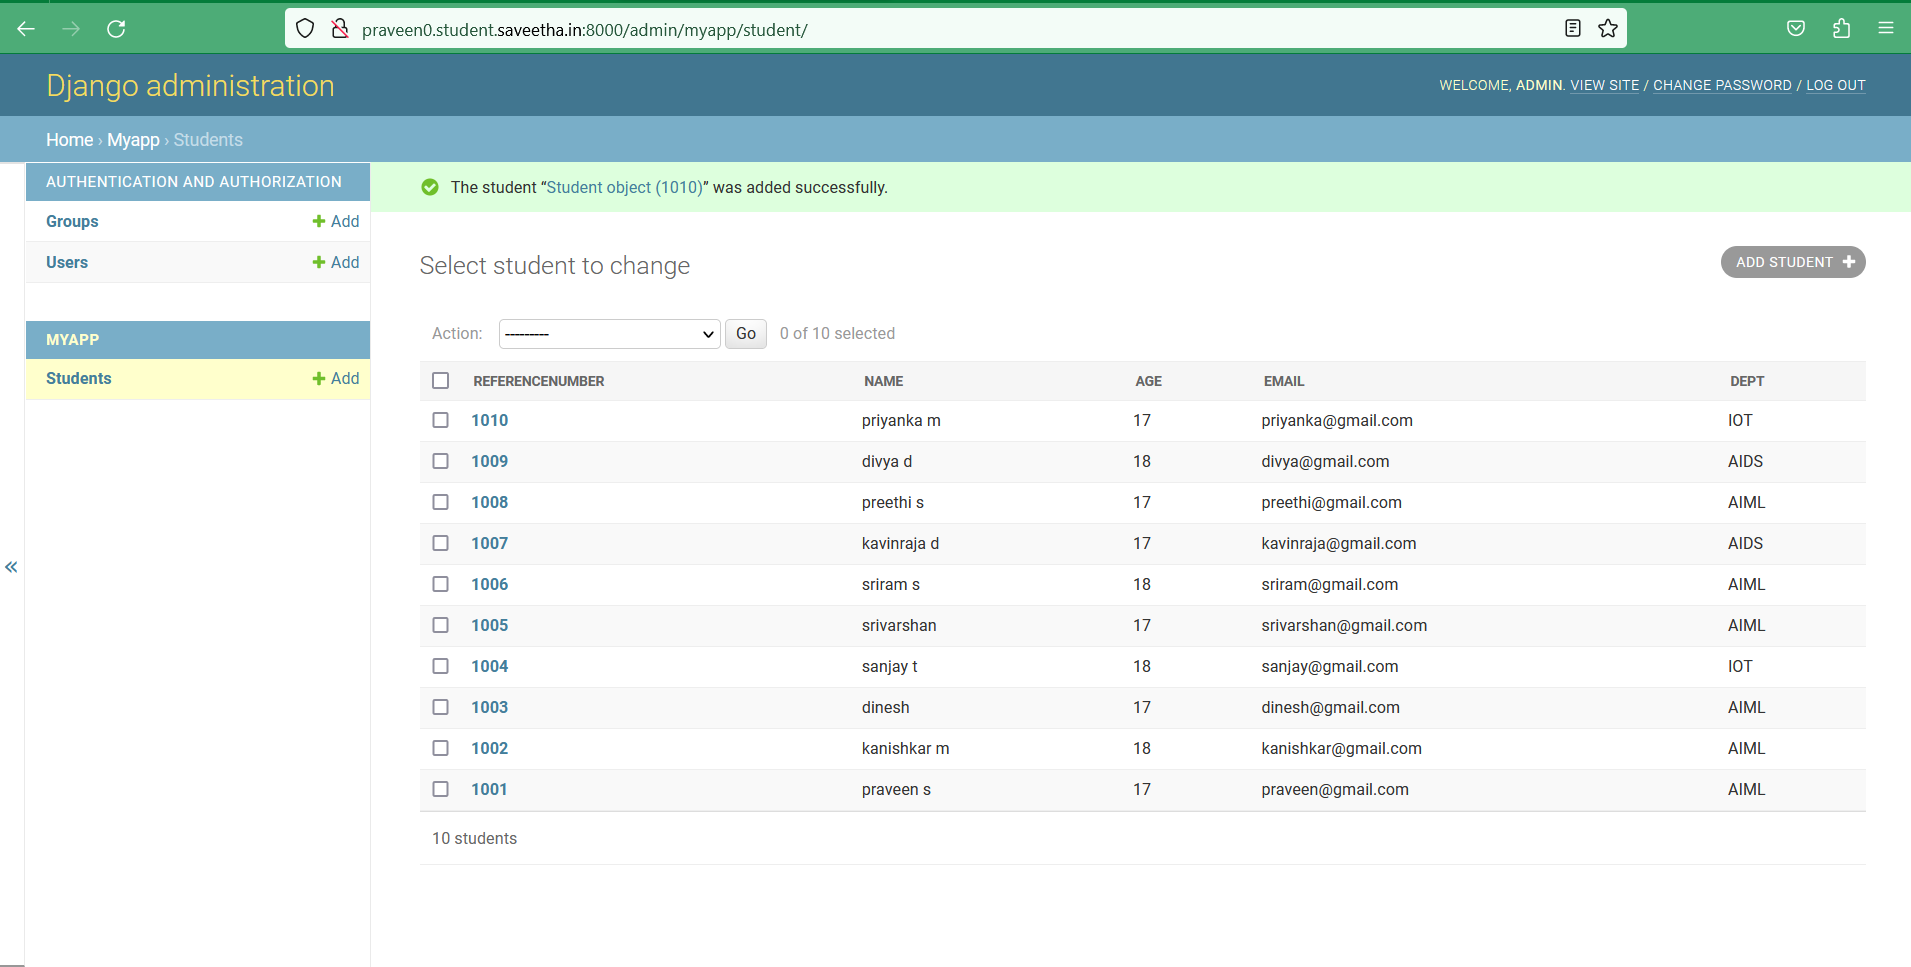 praveen0.student.saveetha.in:8000/admin/myapp/student/
Django administration
WELCOME, ADMIN. VIEW SITE / CHANGE PASSWORD / LOG OUT
Home › Myapp › Students
AUTHENTICATION AND AUTHORIZATION
Groups + Add
Users + Add
MYAPP
Students + Add
«
The student “Student object (1010)” was added successfully.
Select student to change
ADD STUDENT +
Action: --------- Go 0 of 10 selected
REFERENCENUMBER NAME AGE EMAIL DEPT
1010 priyanka m 17 priyanka@gmail.com IOT
1009 divya d 18 divya@gmail.com AIDS
1008 preethi s 17 preethi@gmail.com AIML
1007 kavinraja d 17 kavinraja@gmail.com AIDS
1006 sriram s 18 sriram@gmail.com AIML
1005 srivarshan 17 srivarshan@gmail.com AIML
1004 sanjay t 18 sanjay@gmail.com IOT
1003 dinesh 17 dinesh@gmail.com AIML
1002 kanishkar m 18 kanishkar@gmail.com AIML
1001 praveen s 17 praveen@gmail.com AIML
10 students